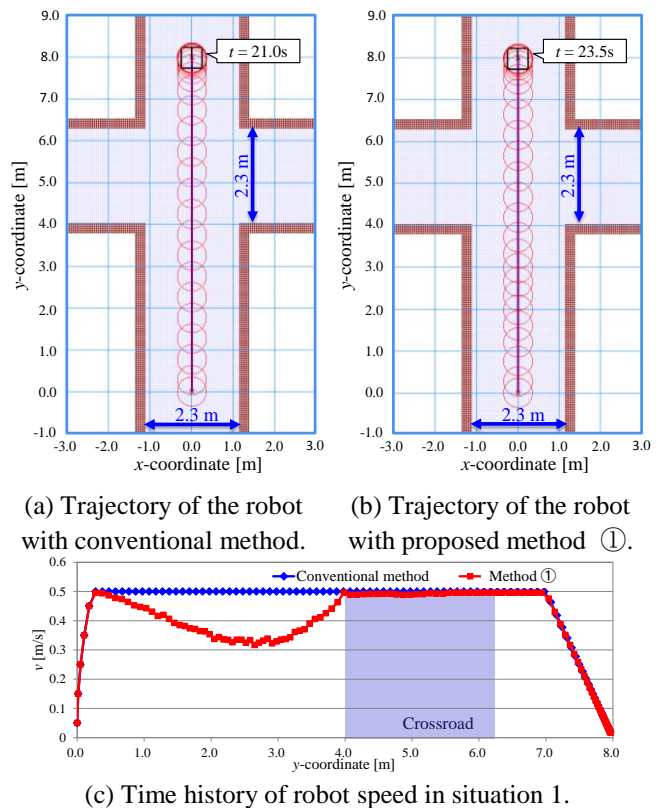 9.0
8.0
7.0
6.0
5.0
4.0
3.0
2.0
1.0
0.0
-1.0
y-coordinate [m]
t = 21.0s
2.3 m
2.3 m
-3.0 -2.0 -1.0 0.0 1.0 2.0 3.0
x-coordinate [m]
9.0
8.0
7.0
6.0
5.0
4.0
3.0
2.0
1.0
0.0
-1.0
y-coordinate [m]
t = 23.5s
2.3 m
2.3 m
-3.0 -2.0 -1.0 0.0 1.0 2.0 3.0
x-coordinate [m]
(a) Trajectory of the robot
with conventional method.
(b) Trajectory of the robot
with proposed method ①.
0.6
0.5
0.4
0.3
0.2
0.1
0
v [m/s]
Conventional method
Method ①
Crossroad
0.0 1.0 2.0 3.0 4.0 5.0 6.0 7.0 8.0
y-coordinate [m]
(c) Time history of robot speed in situation 1.